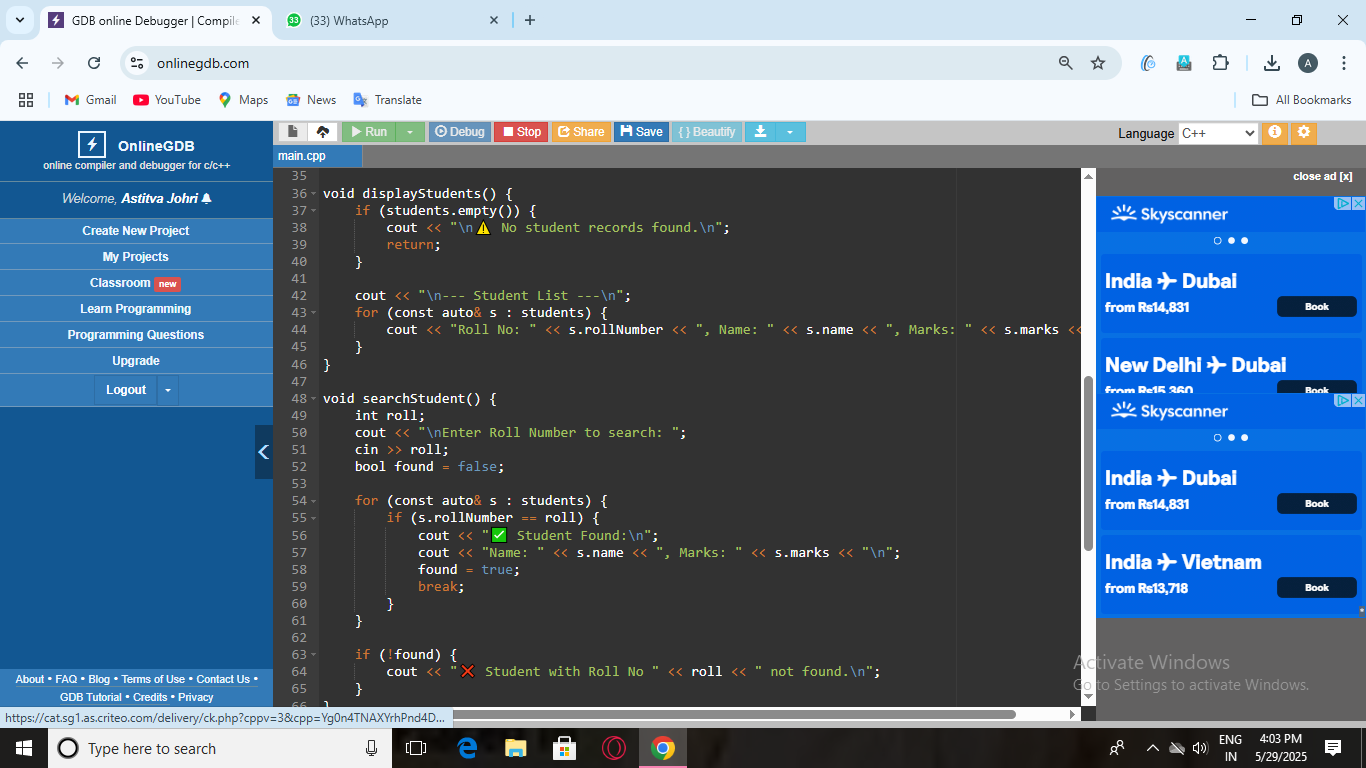 GDB online Debugger | Compile
(33) WhatsApp
onlinegdb.com
Gmail
YouTube
Maps
News
Translate
All Bookmarks
OnlineGDB
online compiler and debugger for c/c++
Welcome, Astitva Johri
Create New Project
My Projects
Classroom new
Learn Programming
Programming Questions
Upgrade
Logout
About • FAQ • Blog • Terms of Use • Contact Us •
GDB Tutorial • Credits • Privacy
https://cat.sg1.as.criteo.com/delivery/ck.php?cppv=3&cpp=Yg0n4TNAXYrhPnd4D...
Run Debug Stop Share Save { } Beautify
Language C++
main.cpp
35
36 void displayStudents() {
37 if (students.empty()) {
38 cout << "\n⚠️ No student records found.\n";
39 return;
40 }
41
42 cout << "\n--- Student List ---\n";
43 for (const auto& s : students) {
44 cout << "Roll No: " << s.rollNumber << ", Name: " << s.name << ", Marks: " << s.marks <<
45 }
46 }
47
48 void searchStudent() {
49 int roll;
50 cout << "\nEnter Roll Number to search: ";
51 cin >> roll;
52 bool found = false;
53
54 for (const auto& s : students) {
55 if (s.rollNumber == roll) {
56 cout << "✅ Student Found:\n";
57 cout << "Name: " << s.name << ", Marks: " << s.marks << "\n";
58 found = true;
59 break;
60 }
61 }
62
63 if (!found) {
64 cout << "❌ Student with Roll No " << roll << " not found.\n";
65 }
66 }
close ad [x]
Skyscanner
India ✈ Dubai
from Rs14,831 Book
New Delhi ✈ Dubai
from Rs15,360 Book
Skyscanner
India ✈ Dubai
from Rs14,831 Book
India ✈ Vietnam
from Rs13,718 Book
Activate Windows
Go to Settings to activate Windows.
Type here to search
ENG
IN
4:03 PM
5/29/2025